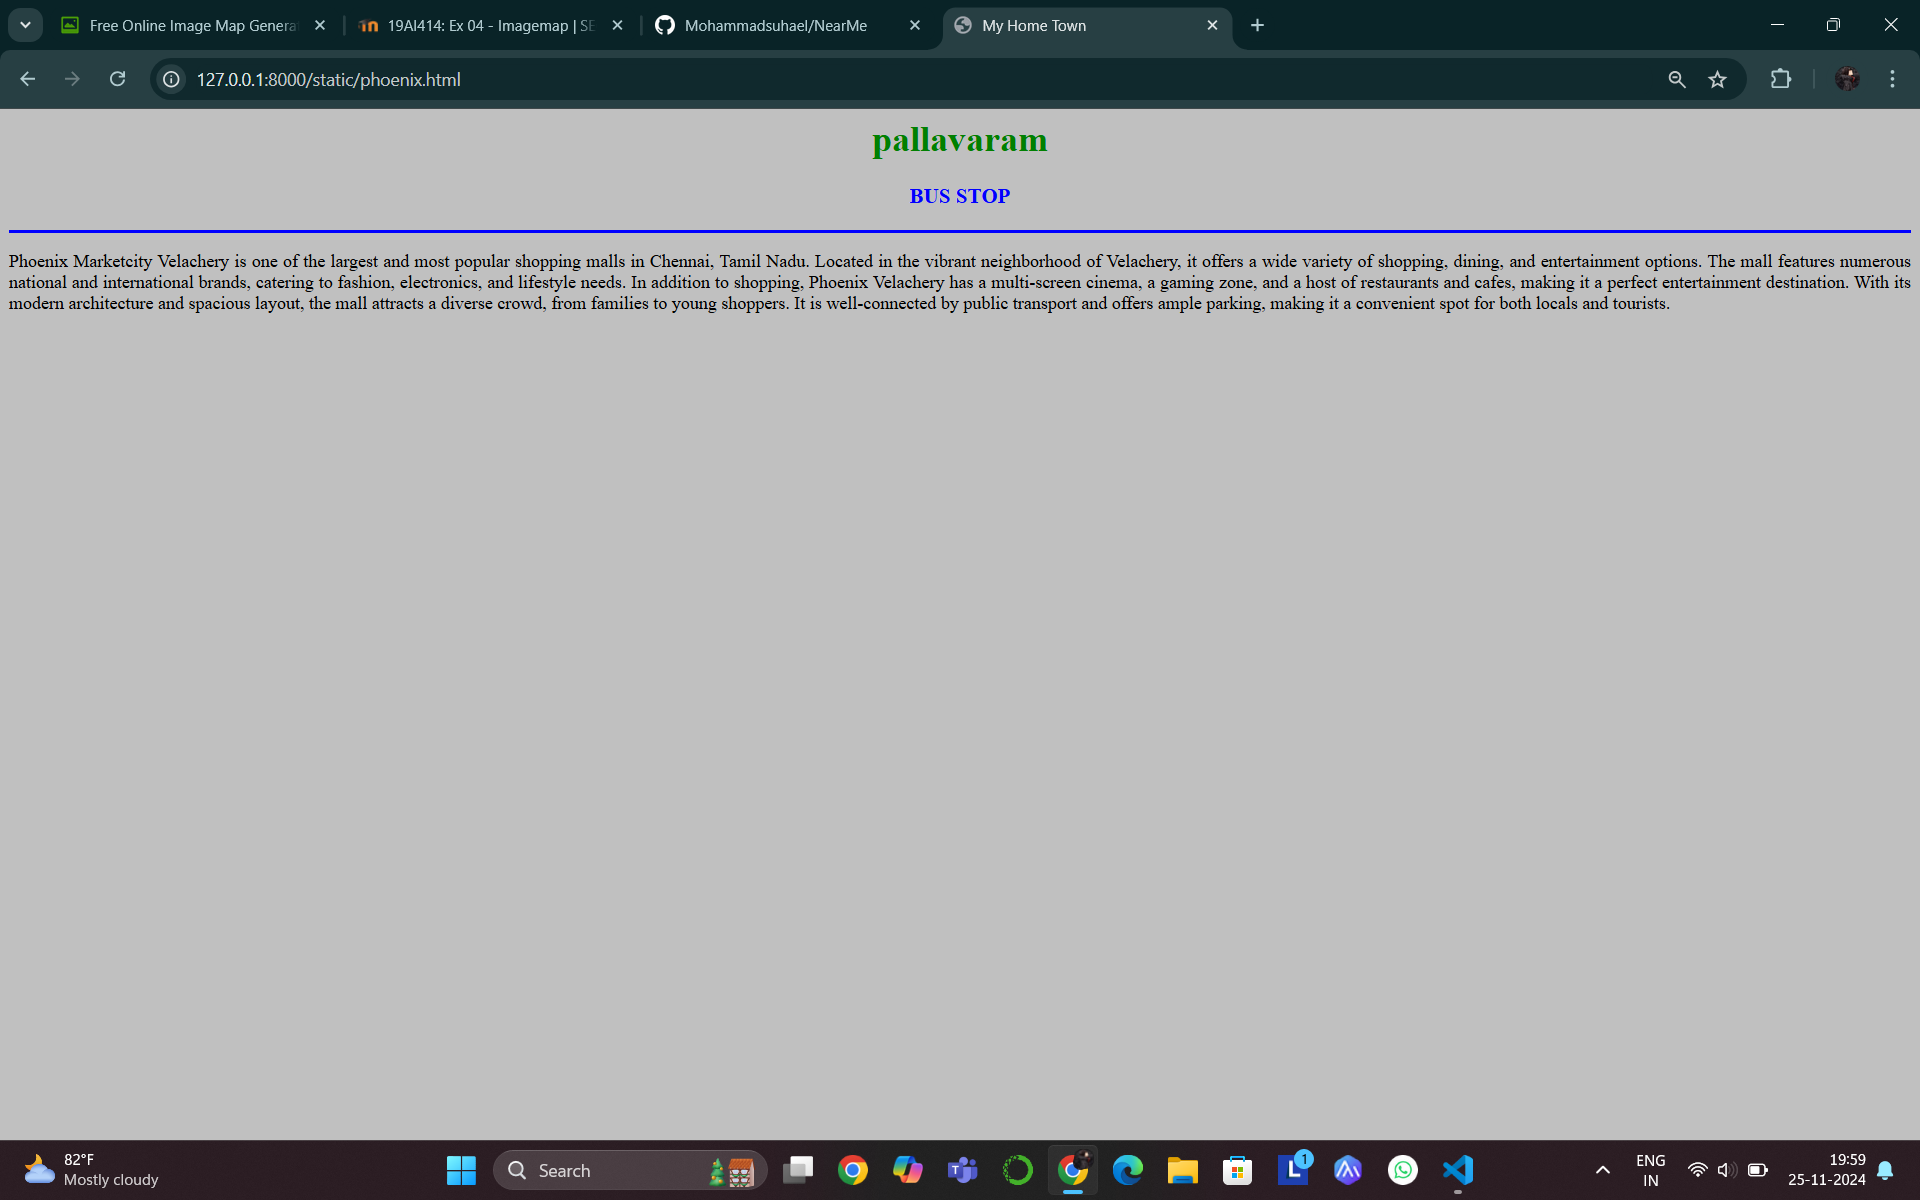 Free Online Image Map Genera
19AI414: Ex 04 - Imagemap | SE
Mohammadsuhael/NearMe
My Home Town
127.0.0.1:8000/static/phoenix.html
pallavaram
BUS STOP
Phoenix Marketcity Velachery is one of the largest and most popular shopping malls in Chennai, Tamil Nadu. Located in the vibrant neighborhood of Velachery, it offers a wide variety of shopping, dining, and entertainment options. The mall features numerous
national and international brands, catering to fashion, electronics, and lifestyle needs. In addition to shopping, Phoenix Velachery has a multi-screen cinema, a gaming zone, and a host of restaurants and cafes, making it a perfect entertainment destination. With its
modern architecture and spacious layout, the mall attracts a diverse crowd, from families to young shoppers. It is well-connected by public transport and offers ample parking, making it a convenient spot for both locals and tourists.
82°F
Mostly cloudy
Search
1
ENG
IN
19:59
25-11-2024